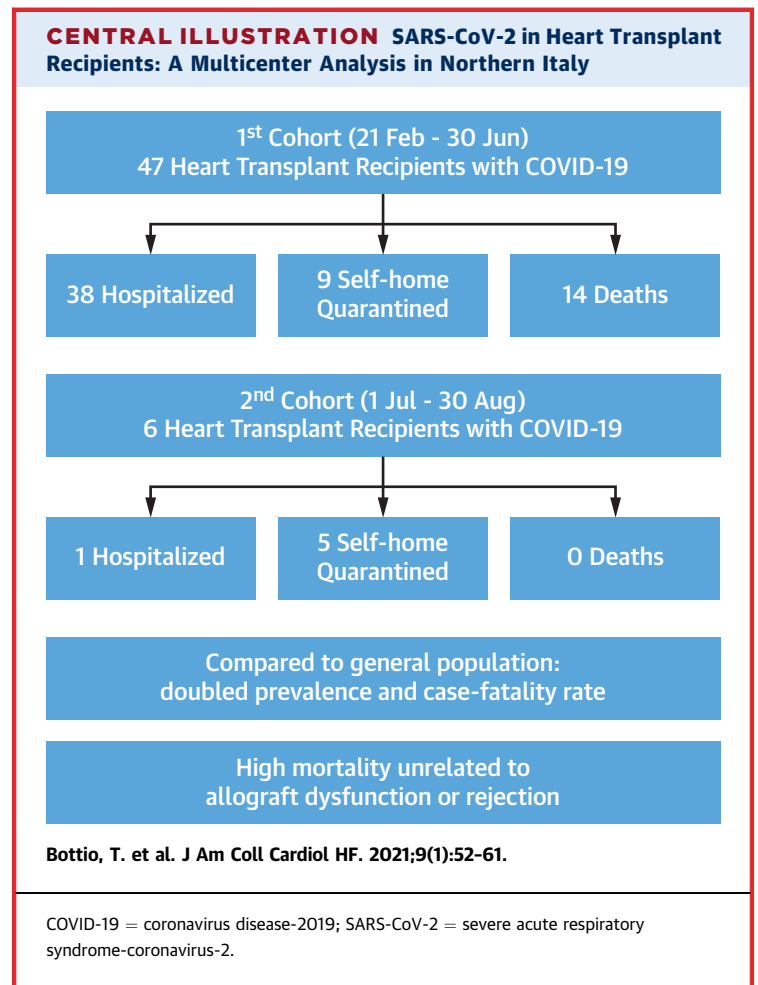 CENTRAL ILLUSTRATION SARS-CoV-2 in Heart Transplant
Recipients: A Multicenter Analysis in Northern Italy
1st Cohort (21 Feb - 30 Jun)
47 Heart Transplant Recipients with COVID-19
38 Hospitalized
9 Self-home
Quarantined
14 Deaths
2nd Cohort (1 Jul - 30 Aug)
6 Heart Transplant Recipients with COVID-19
1 Hospitalized
5 Self-home
Quarantined
0 Deaths
Compared to general population:
doubled prevalence and case-fatality rate
High mortality unrelated to
allograft dysfunction or rejection
Bottio, T. et al. J Am Coll Cardiol HF. 2021;9(1):52-61.
COVID-19 = coronavirus disease-2019; SARS-CoV-2 = severe acute respiratory
syndrome-coronavirus-2.